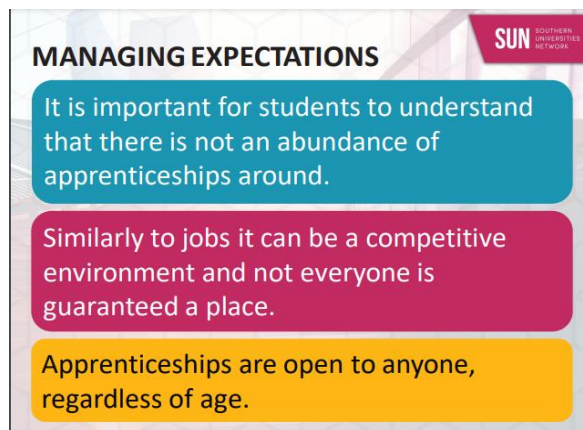 MANAGING EXPECTATIONS
SUN SOUTHERN
UNIVERSITIES
NETWORK
It is important for students to understand
that there is not an abundance of
apprenticeships around.
Similarly to jobs it can be a competitive
environment and not everyone is
guaranteed a place.
Apprenticeships are open to anyone,
regardless of age.